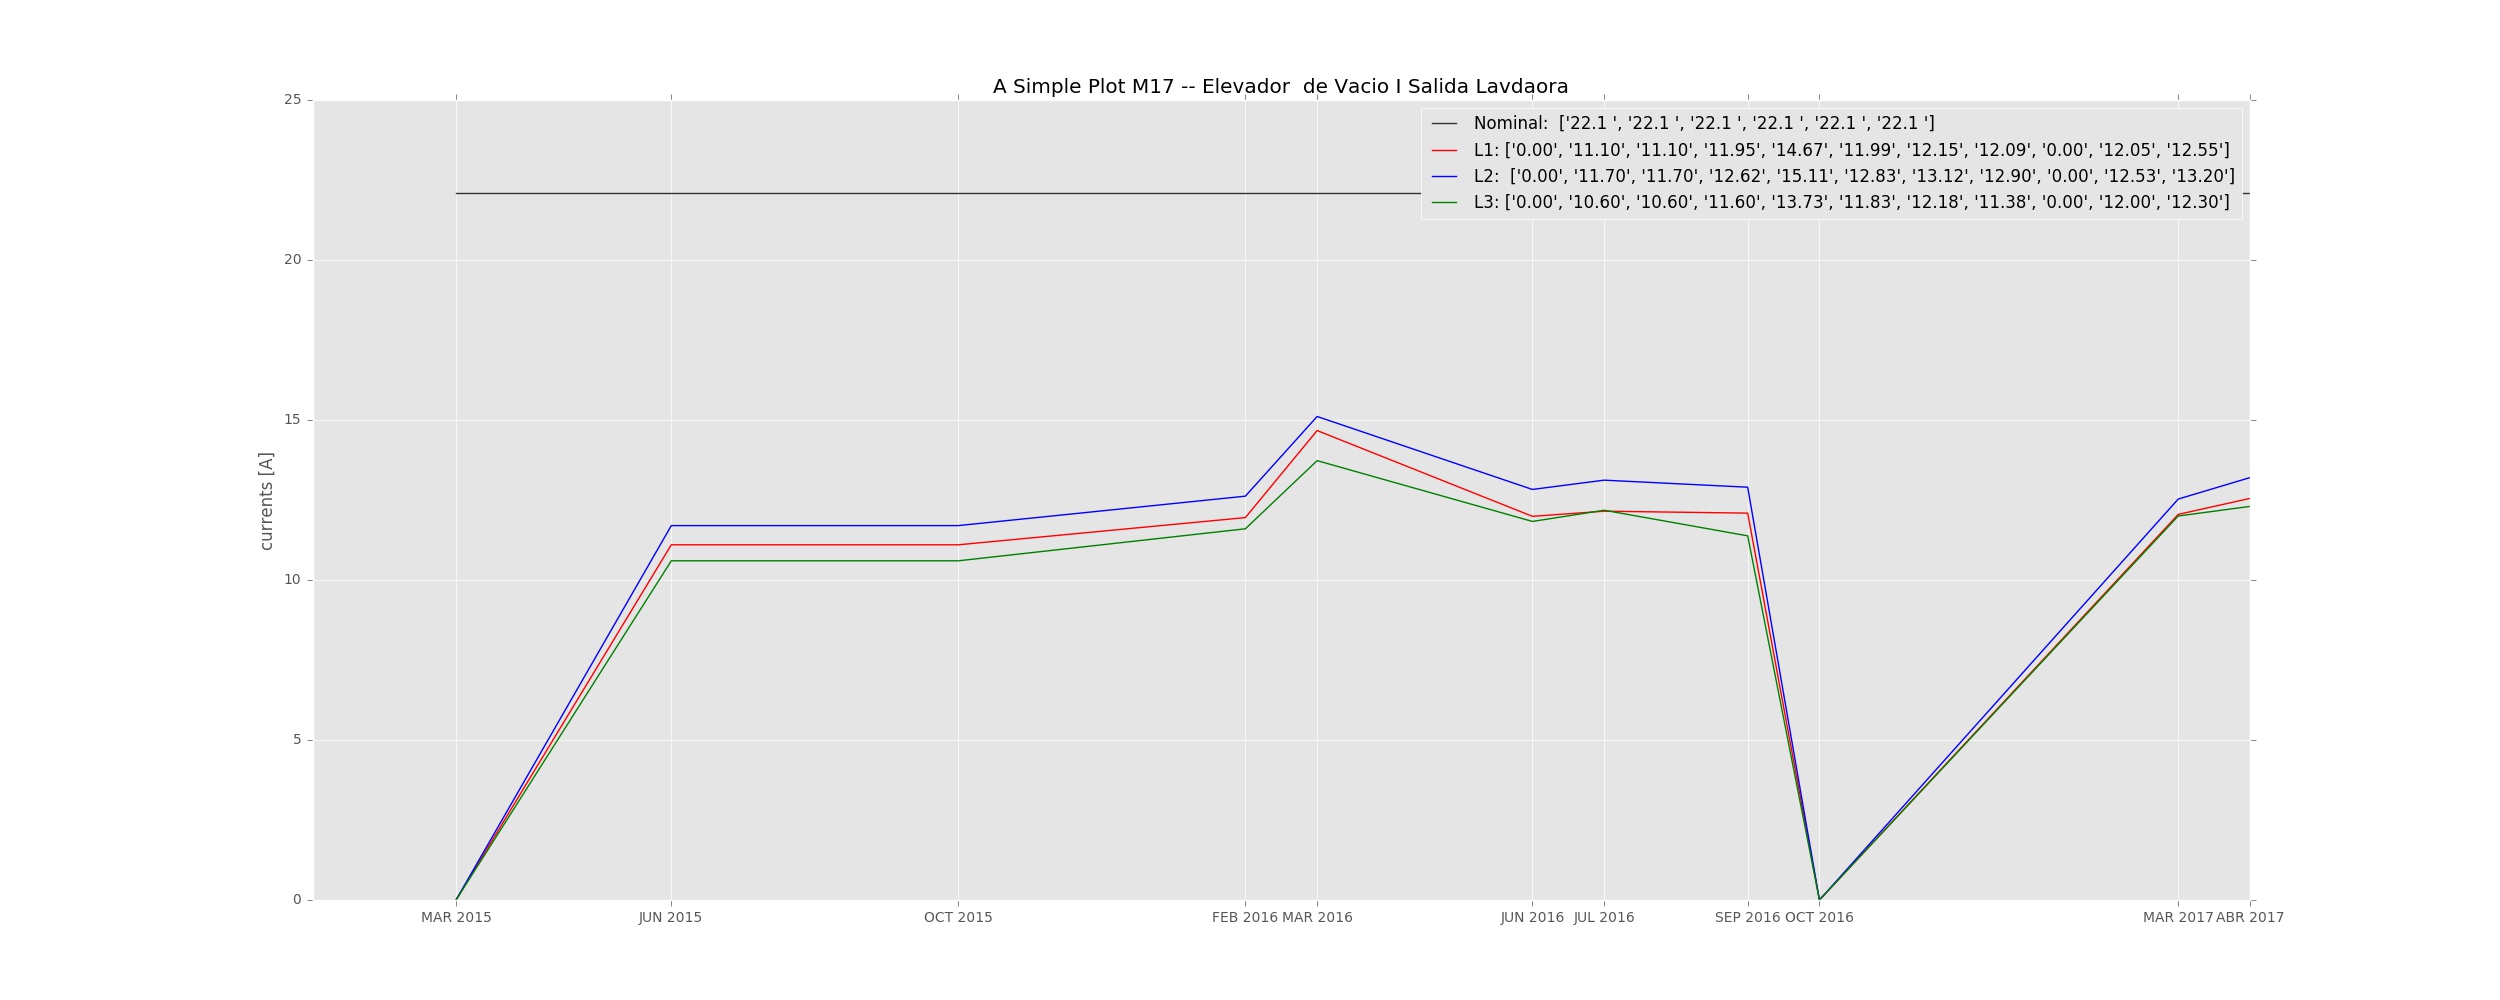 A Simple Plot M17 -- Elevador  de Vacio I Salida Lavdaora
Nominal:  ['22.1 ', '22.1 ', '22.1 ', '22.1 ', '22.1 ', '22.1 ']
L1: ['0.00', '11.10', '11.10', '11.95', '14.67', '11.99', '12.15', '12.09', '0.00', '12.05', '12.55']
L2:  ['0.00', '11.70', '11.70', '12.62', '15.11', '12.83', '13.12', '12.90', '0.00', '12.53', '13.20']
L3: ['0.00', '10.60', '10.60', '11.60', '13.73', '11.83', '12.18', '11.38', '0.00', '12.00', '12.30']
currents [A]
25
20
15
10
5
0
MAR 2015 JUN 2015 OCT 2015 FEB 2016 MAR 2016 JUN 2016 JUL 2016 SEP 2016 OCT 2016 MAR 2017 ABR 2017